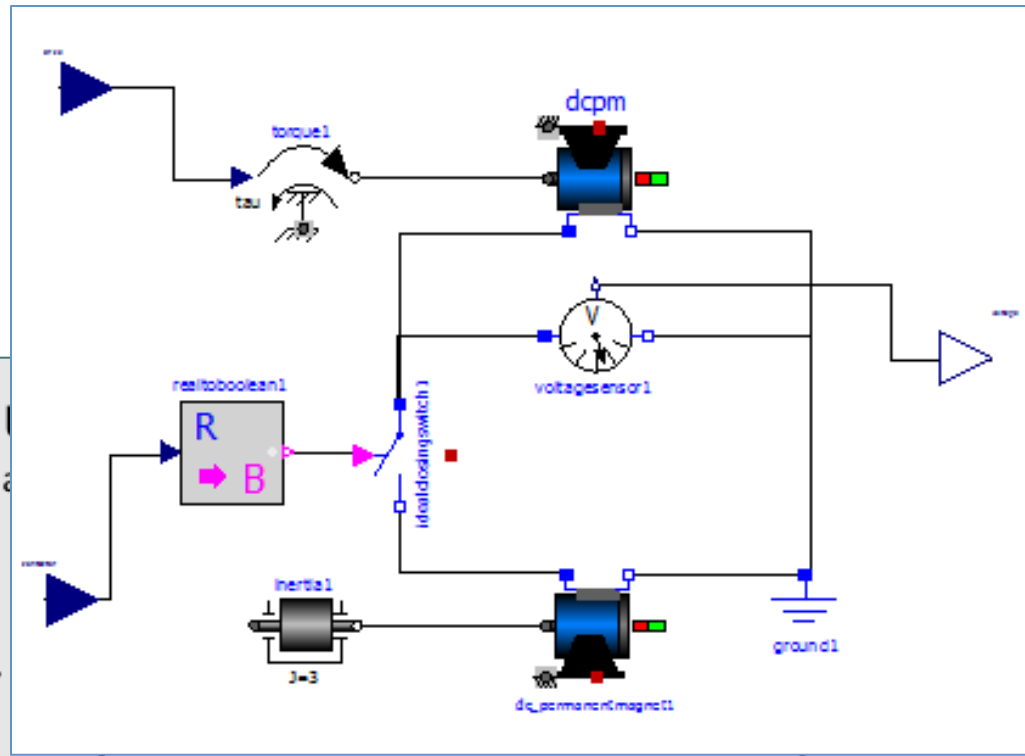 dcpm
torque1
tau
V
voltagesensor1
realtoboolean1
R
B
idealclosingswitch1
inertia1
J=3
ground1
dc_permanentmagnet1